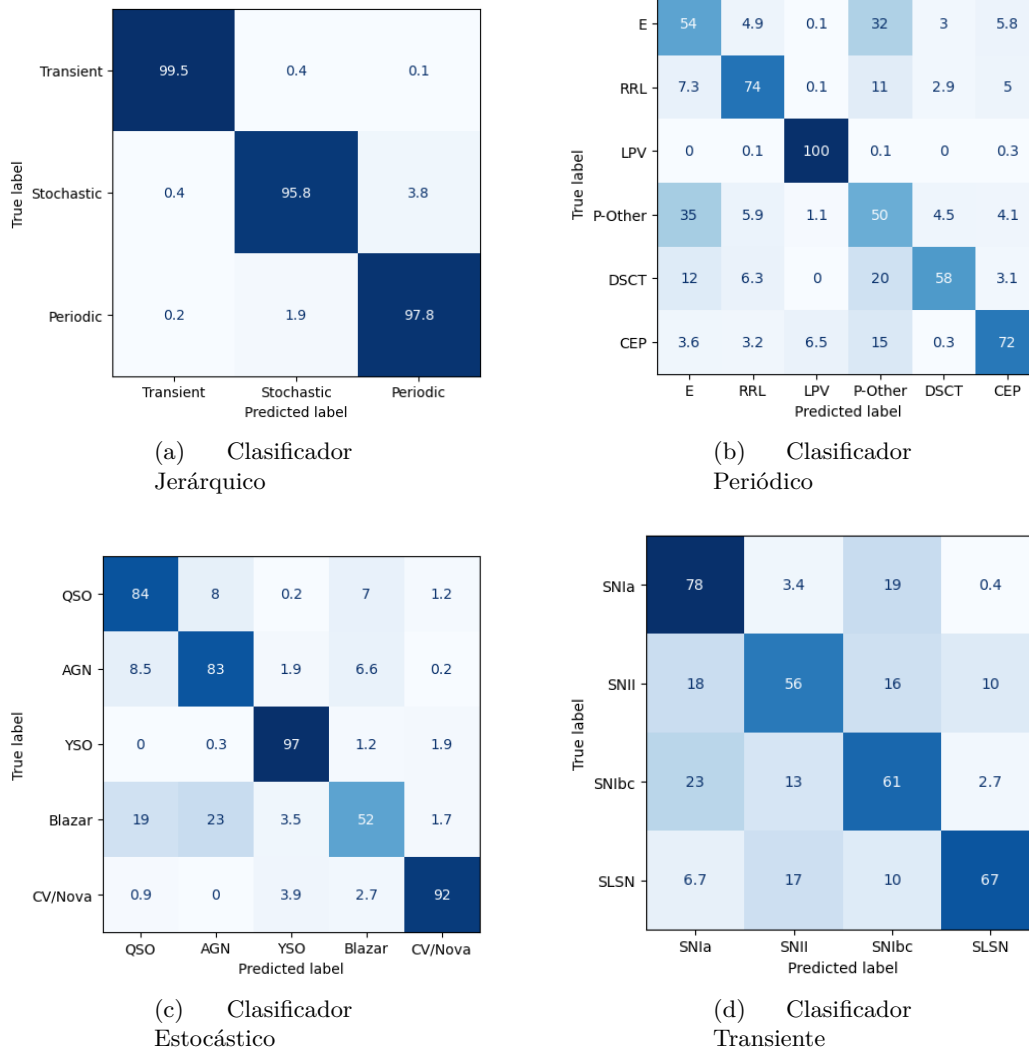 Transient 99.5 0.4 0.1
Stochastic 0.4 95.8 3.8
Periodic 0.2 1.9 97.8
True label
Transient Stochastic Periodic
Predicted label
(a) Clasificador
Jerárquico
E 54 4.9 0.1 32 3 5.8
RRL 7.3 74 0.1 11 2.9 5
LPV 0 0.1 100 0.1 0 0.3
P-Other 35 5.9 1.1 50 4.5 4.1
DSCT 12 6.3 0 20 58 3.1
CEP 3.6 3.2 6.5 15 0.3 72
True label
E RRL LPV P-Other DSCT CEP
Predicted label
(b) Clasificador
Periódico
QSO 84 8 0.2 7 1.2
AGN 8.5 83 1.9 6.6 0.2
YSO 0 0.3 97 1.2 1.9
Blazar 19 23 3.5 52 1.7
CV/Nova 0.9 0 3.9 2.7 92
True label
QSO AGN YSO Blazar CV/Nova
Predicted label
(c) Clasificador
Estocástico
SNIa 78 3.4 19 0.4
SNII 18 56 16 10
SNIbc 23 13 61 2.7
SLSN 6.7 17 10 67
True label
SNIa SNII SNIbc SLSN
Predicted label
(d) Clasificador
Transiente